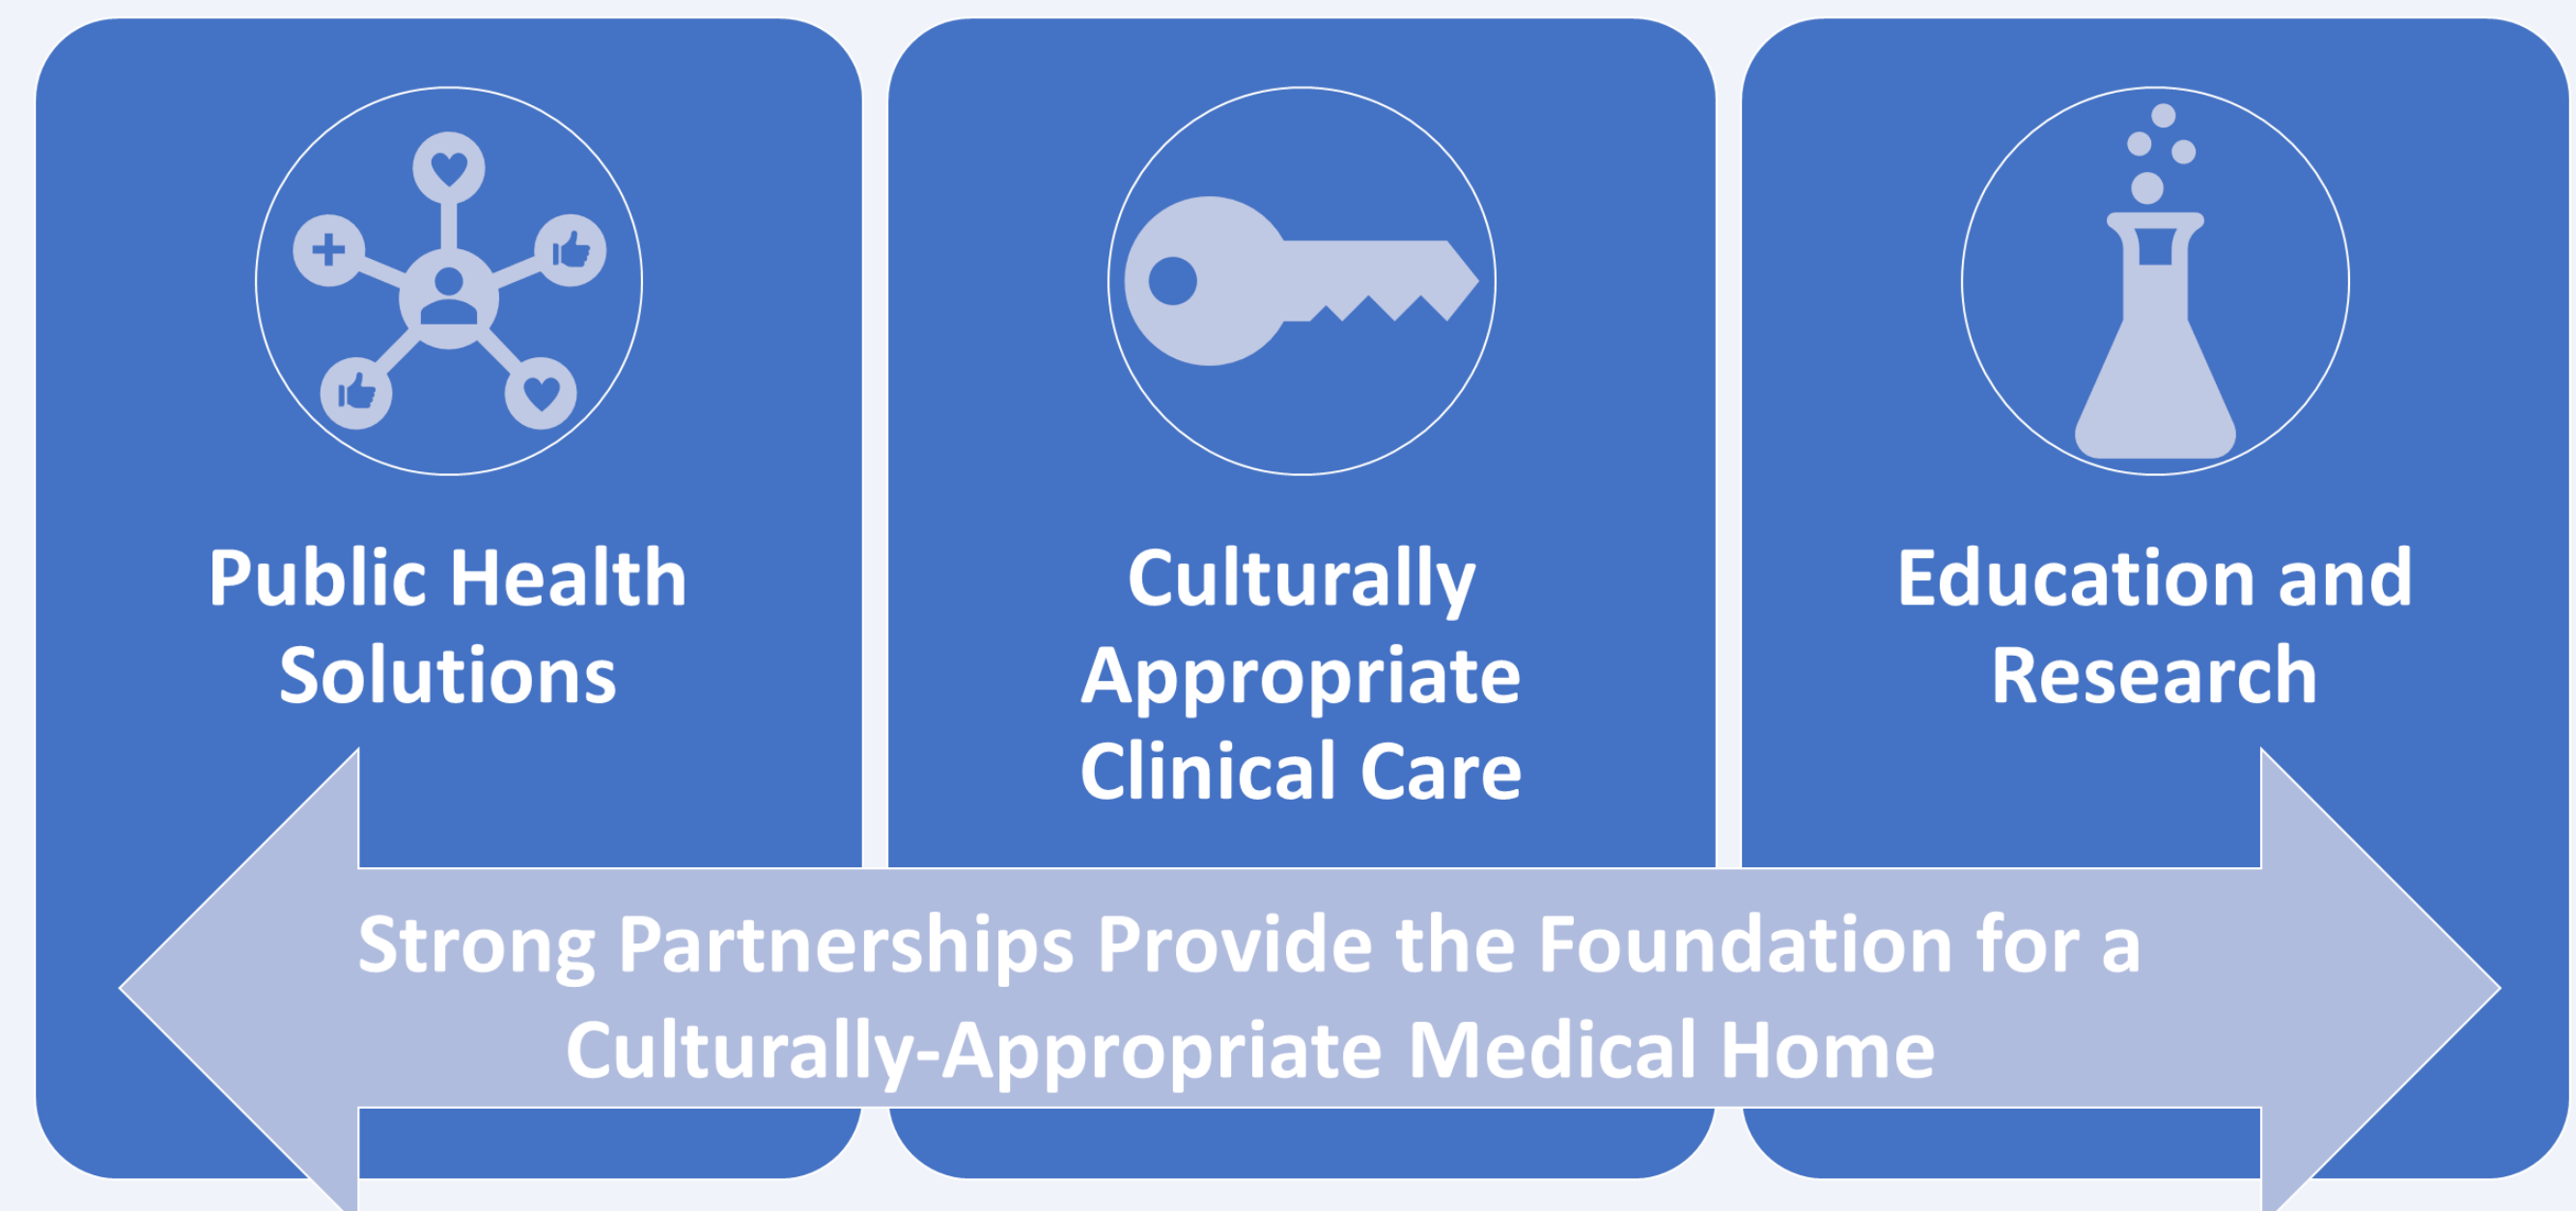 Public Health
Solutions
Culturally
Appropriate
Clinical Care
Education and
Research
Strong Partnerships Provide the Foundation for a
Culturally-Appropriate Medical Home